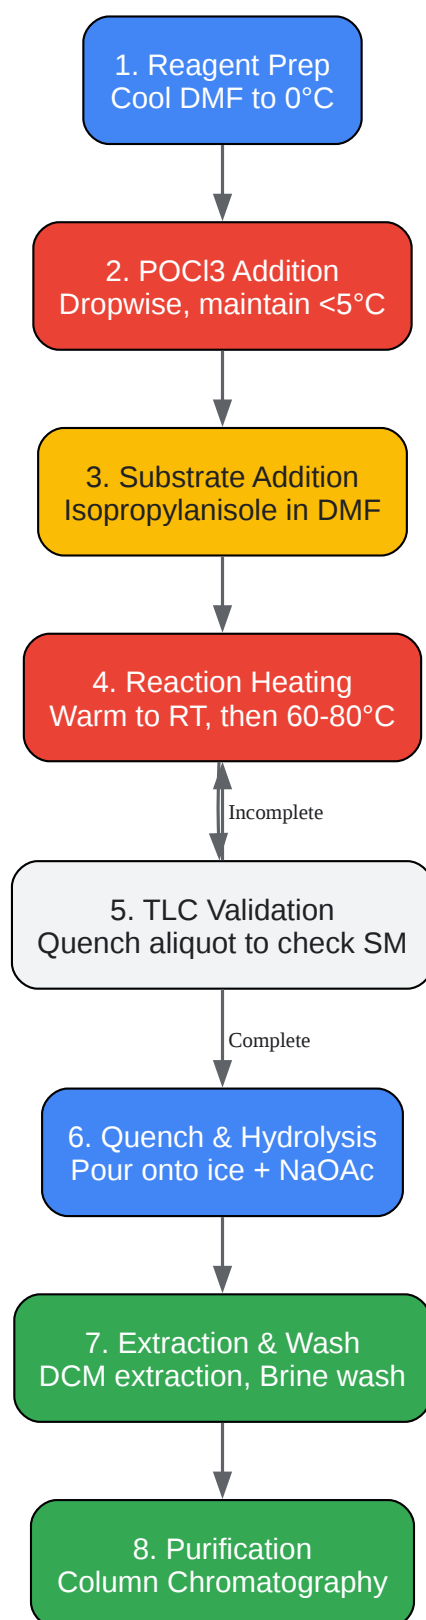 1. Reagent Prep
Cool DMF to 0°C
2. POCl3 Addition
Dropwise, maintain <5°C
3. Substrate Addition
Isopropylanisole in DMF
4. Reaction Heating
Warm to RT, then 60-80°C
Incomplete
5. TLC Validation
Quench aliquot to check SM
Complete
6. Quench & Hydrolysis
Pour onto ice + NaOAc
7. Extraction & Wash
DCM extraction, Brine wash
8. Purification
Column Chromatography